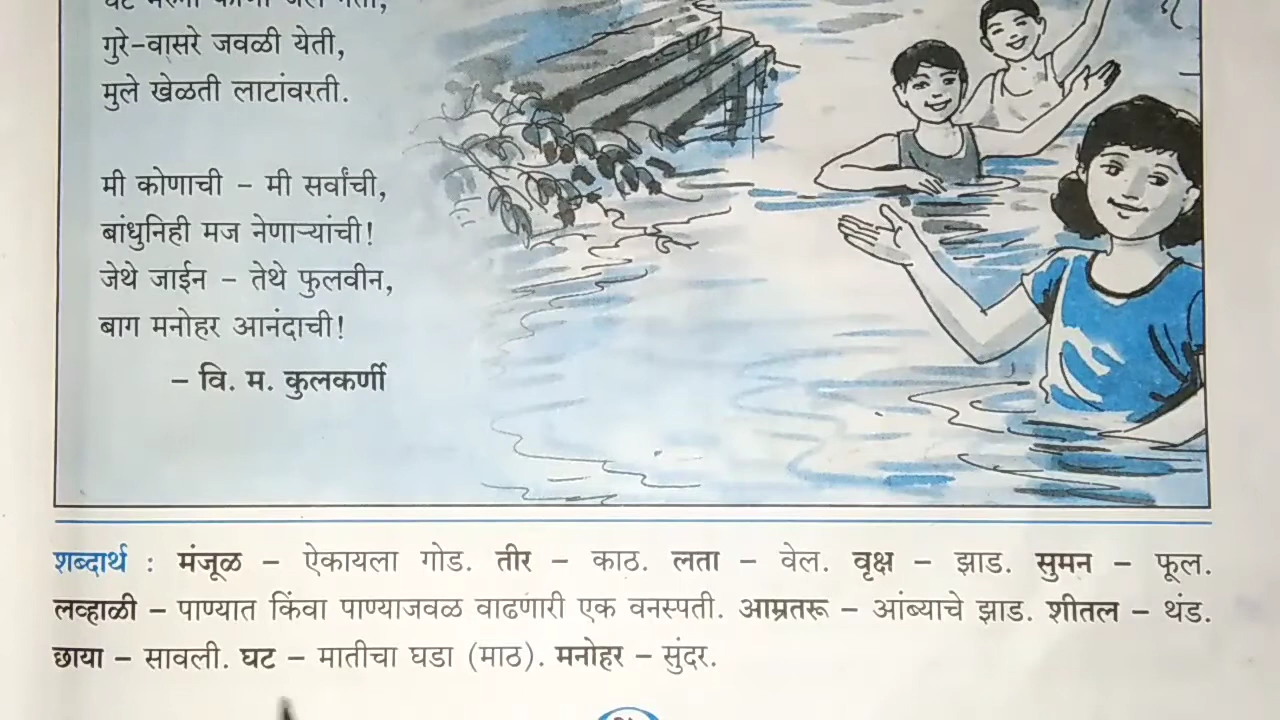 गुरे-वासरे जवळी येती,
मुले खेळती लाटांवरती.
मी कोणाची – मी सर्वांची,
बांधुनिही मज नेणाऱ्यांची!
जेथे जाईन – तेथे फुलवीन,
बाग मनोहर आनंदाची!
– वि. म. कुलकर्णी
शब्दार्थ : मंजूळ – ऐकायला गोड. तीर – काठ. लता – वेल. वृक्ष – झाड. सुमन – फूल.
लव्हाळी – पाण्यात किंवा पाण्याजवळ वाढणारी एक वनस्पती. आम्रतरू – आंब्याचे झाड. शीतल – थंड.
छाया – सावली. घट – मातीचा घडा (माठ). मनोहर – सुंदर.